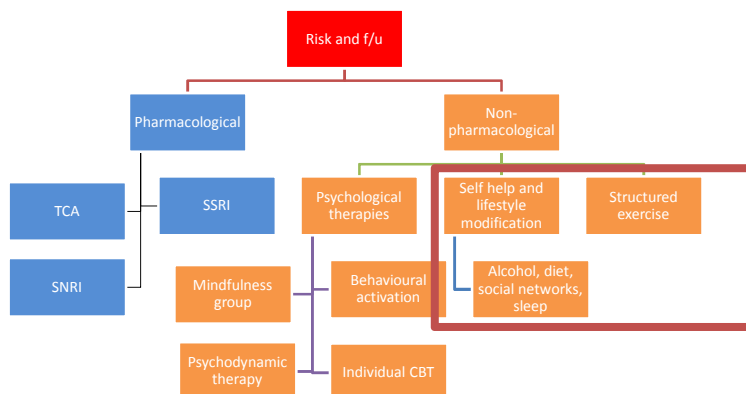 Risk and f/u
Pharmacological
Non-
pharmacological
TCA
SSRI
SNRI
Psychological
therapies
Self help and
lifestyle
modification
Structured
exercise
Mindfulness
group
Behavioural
activation
Alcohol, diet,
social networks,
sleep
Psychodynamic
therapy
Individual CBT